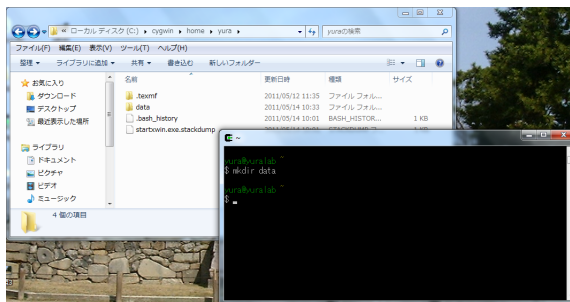 « ローカル ディスク (C:) ▸ cygwin ▸ home ▸ yura ▸
yuraの検索
ファイル(F) 編集(E) 表示(V) ツール(T) ヘルプ(H)
整理 ▼ ライブラリに追加 ▼ 共有 ▼ 書き込む 新しいフォルダー
お気に入り
ダウンロード
デスクトップ
最近表示した場所
ライブラリ
ドキュメント
ピクチャ
ビデオ
ミュージック
名前 更新日時 種類 サイズ
.texmf 2011/05/12 11:35 ファイル フォル...
data 2011/05/14 10:33 ファイル フォル...
.bash_history 2011/05/14 10:01 BASH_HISTOR... 1 KB
startxwin.exe.stackdump
4 個の項目
~
yura@yuralab ~
$ mkdir data
yura@yuralab ~
$